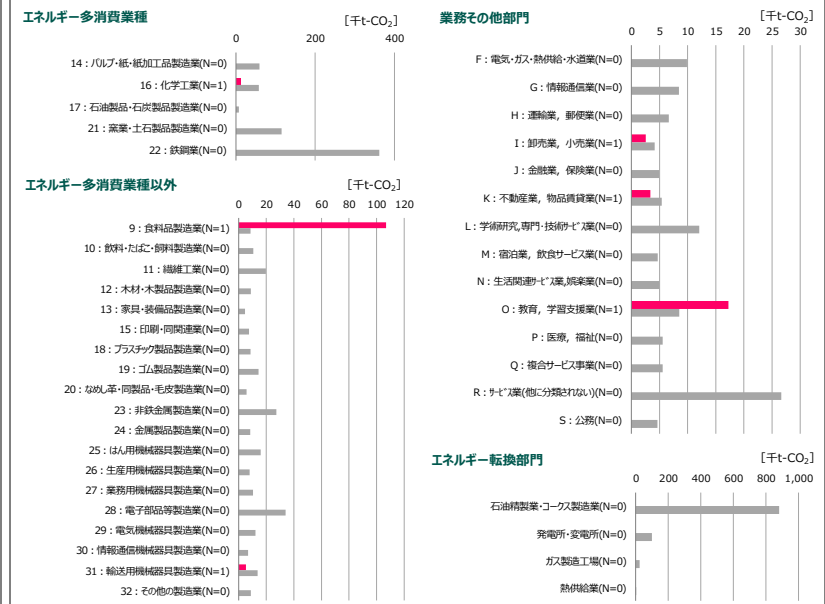 エネルギー多消費業種
[千t-CO2]
0 200 400
14：パルプ・紙・紙加工品製造業(N=0)
16：化学工業(N=1)
17：石油製品・石炭製品製造業(N=0)
21：窯業・土石製品製造業(N=0)
22：鉄鋼業(N=0)
エネルギー多消費業種以外
[千t-CO2]
0 20 40 60 80 100 120
9：食料品製造業(N=1)
10：飲料・たばこ・飼料製造業(N=0)
11：繊維工業(N=0)
12：木材・木製品製造業(N=0)
13：家具・装備品製造業(N=0)
15：印刷・同関連業(N=0)
18：プラスチック製品製造業(N=0)
19：ゴム製品製造業(N=0)
20：なめし革・同製品・毛皮製造業(N=0)
23：非鉄金属製造業(N=0)
24：金属製品製造業(N=0)
25：はん用機械器具製造業(N=0)
26：生産用機械器具製造業(N=0)
27：業務用機械器具製造業(N=0)
28：電子部品等製造業(N=0)
29：電気機械器具製造業(N=0)
30：情報通信機械器具製造業(N=0)
31：輸送用機械器具製造業(N=1)
32：その他の製造業(N=0)
業務その他部門
[千t-CO2]
0 5 10 15 20 25 30
F：電気・ガス・熱供給・水道業(N=0)
G：情報通信業(N=0)
H：運輸業，郵便業(N=0)
I：卸売業，小売業(N=1)
J：金融業，保険業(N=0)
K：不動産業，物品賃貸業(N=1)
L：学術研究,専門・技術ｻｰﾋﾞｽ業(N=0)
M：宿泊業，飲食サービス業(N=0)
N：生活関連ｻｰﾋﾞｽ業,娯楽業(N=0)
O：教育，学習支援業(N=1)
P：医療，福祉(N=0)
Q：複合サービス事業(N=0)
R：ｻｰﾋﾞｽ業(他に分類されない)(N=0)
S：公務(N=0)
エネルギー転換部門
[千t-CO2]
0 200 400 600 800 1,000
石油精製業・コークス製造業(N=0)
発電所・変電所(N=0)
ガス製造工場(N=0)
熱供給業(N=0)